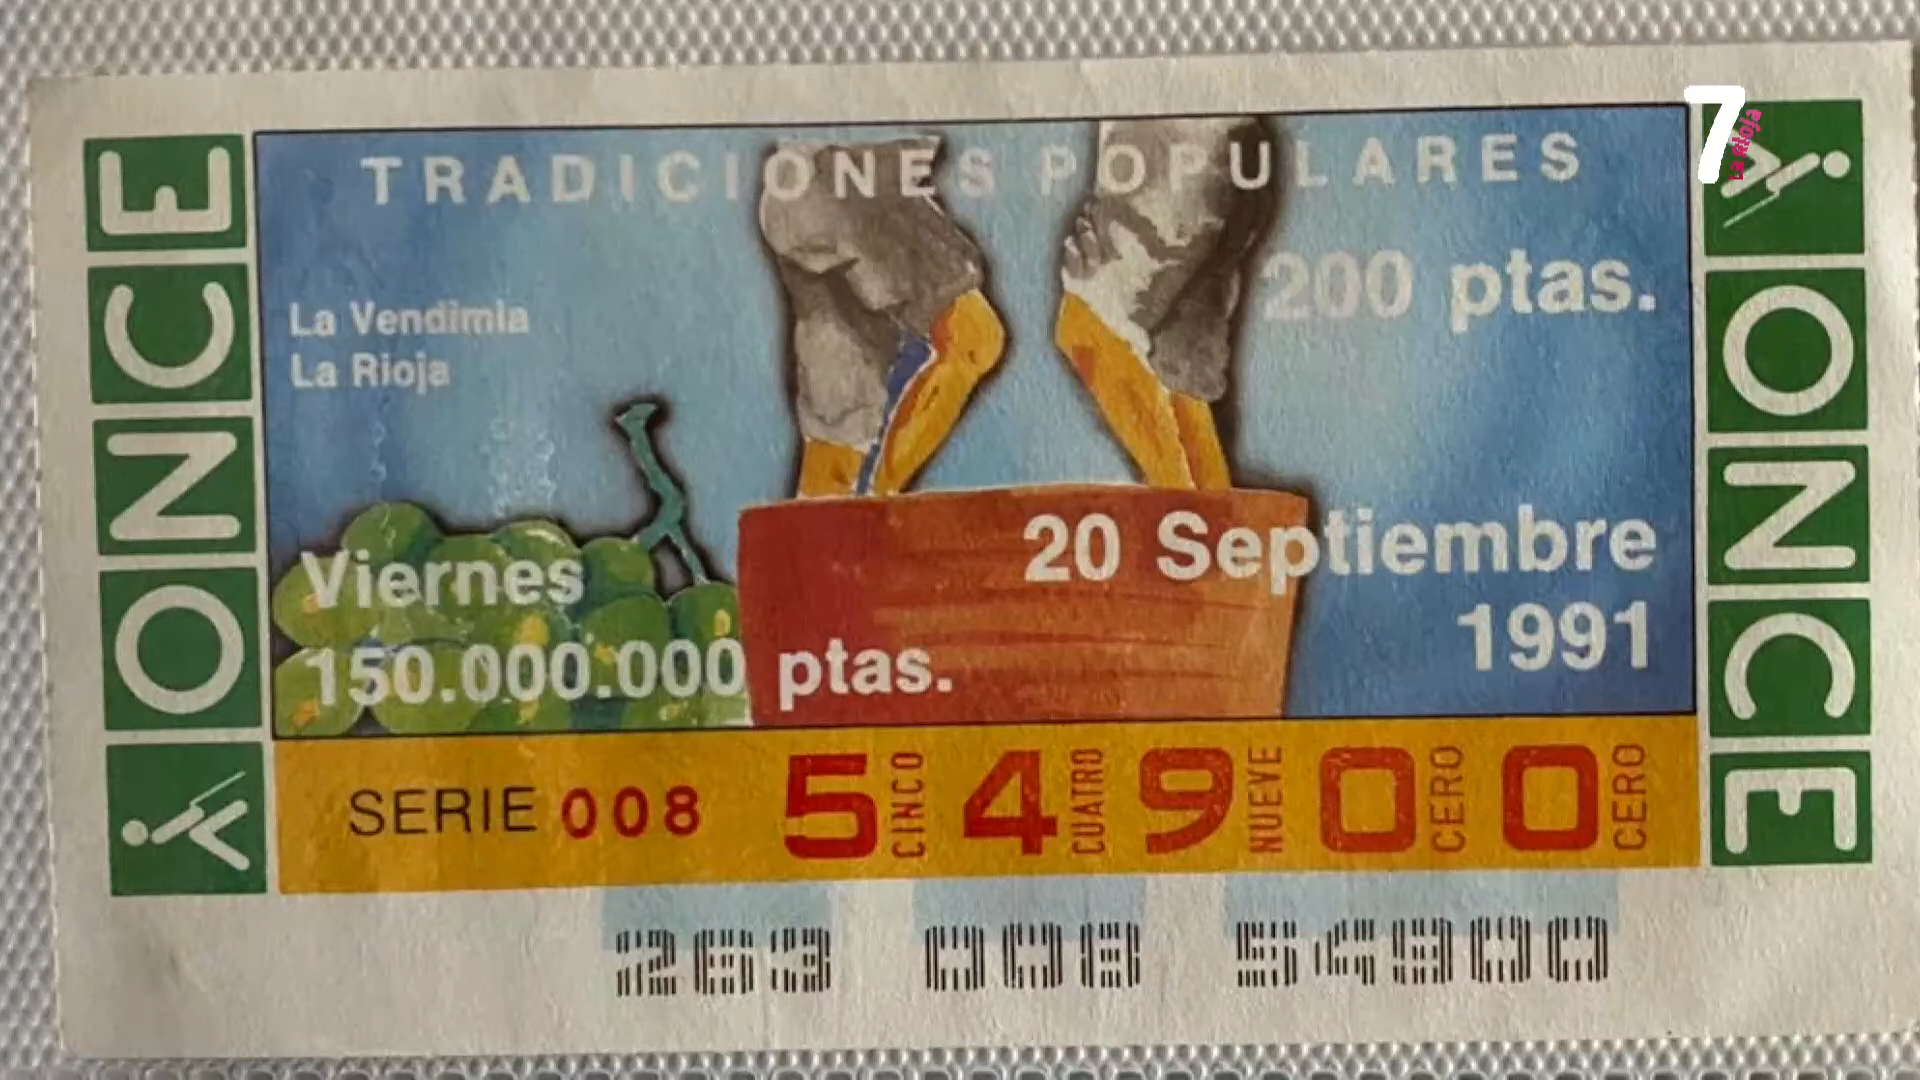 ONCE
TRADICIONES POPULARES
La Vendimia
La Rioja
200 ptas.
Viernes
20 Septiembre
1991
150.000.000 ptas.
SERIE 008 5 CINCO 4 CUATRO 9 NUEVE 0 CERO 0 CERO
263 008 54900
ONCE
7 LA RIOJA